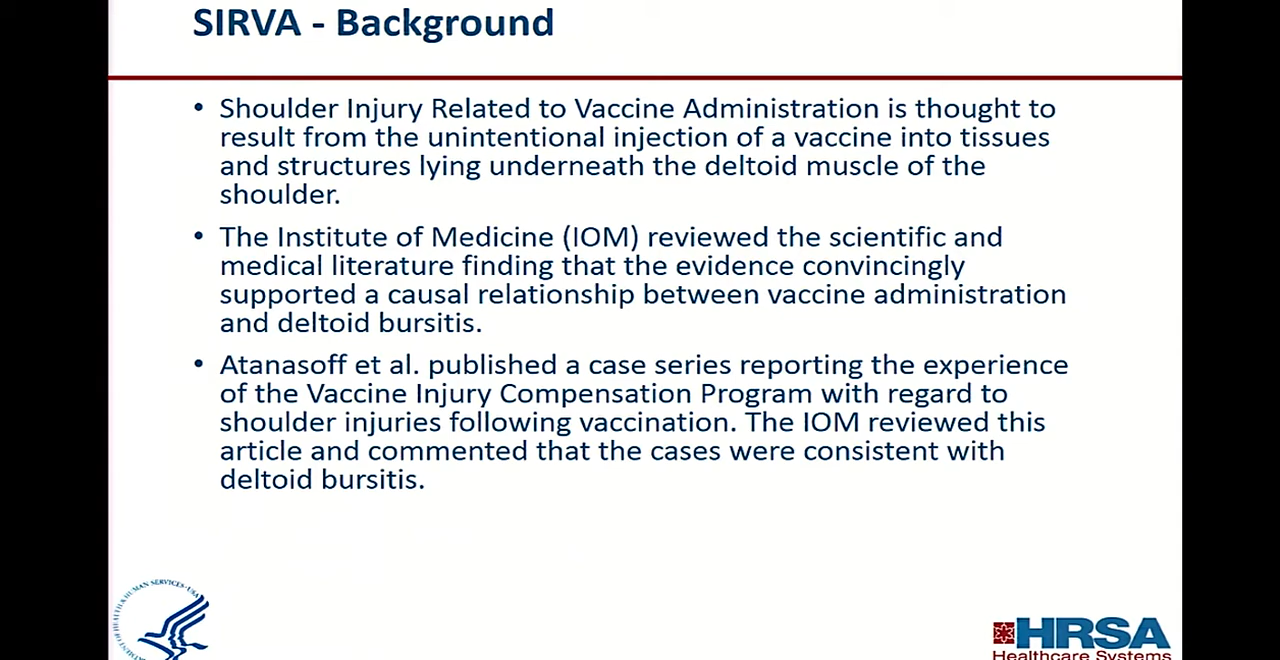 SIRVA - Background
• Shoulder Injury Related to Vaccine Administration is thought to
result from the unintentional injection of a vaccine into tissues
and structures lying underneath the deltoid muscle of the
shoulder.
• The Institute of Medicine (IOM) reviewed the scientific and
medical literature finding that the evidence convincingly
supported a causal relationship between vaccine administration
and deltoid bursitis.
• Atanasoff et al. published a case series reporting the experience
of the Vaccine Injury Compensation Program with regard to
shoulder injuries following vaccination. The IOM reviewed this
article and commented that the cases were consistent with
deltoid bursitis.
OF HEALTH & HUMAN SERVICES·USA
HRSA
Healthcare Systems